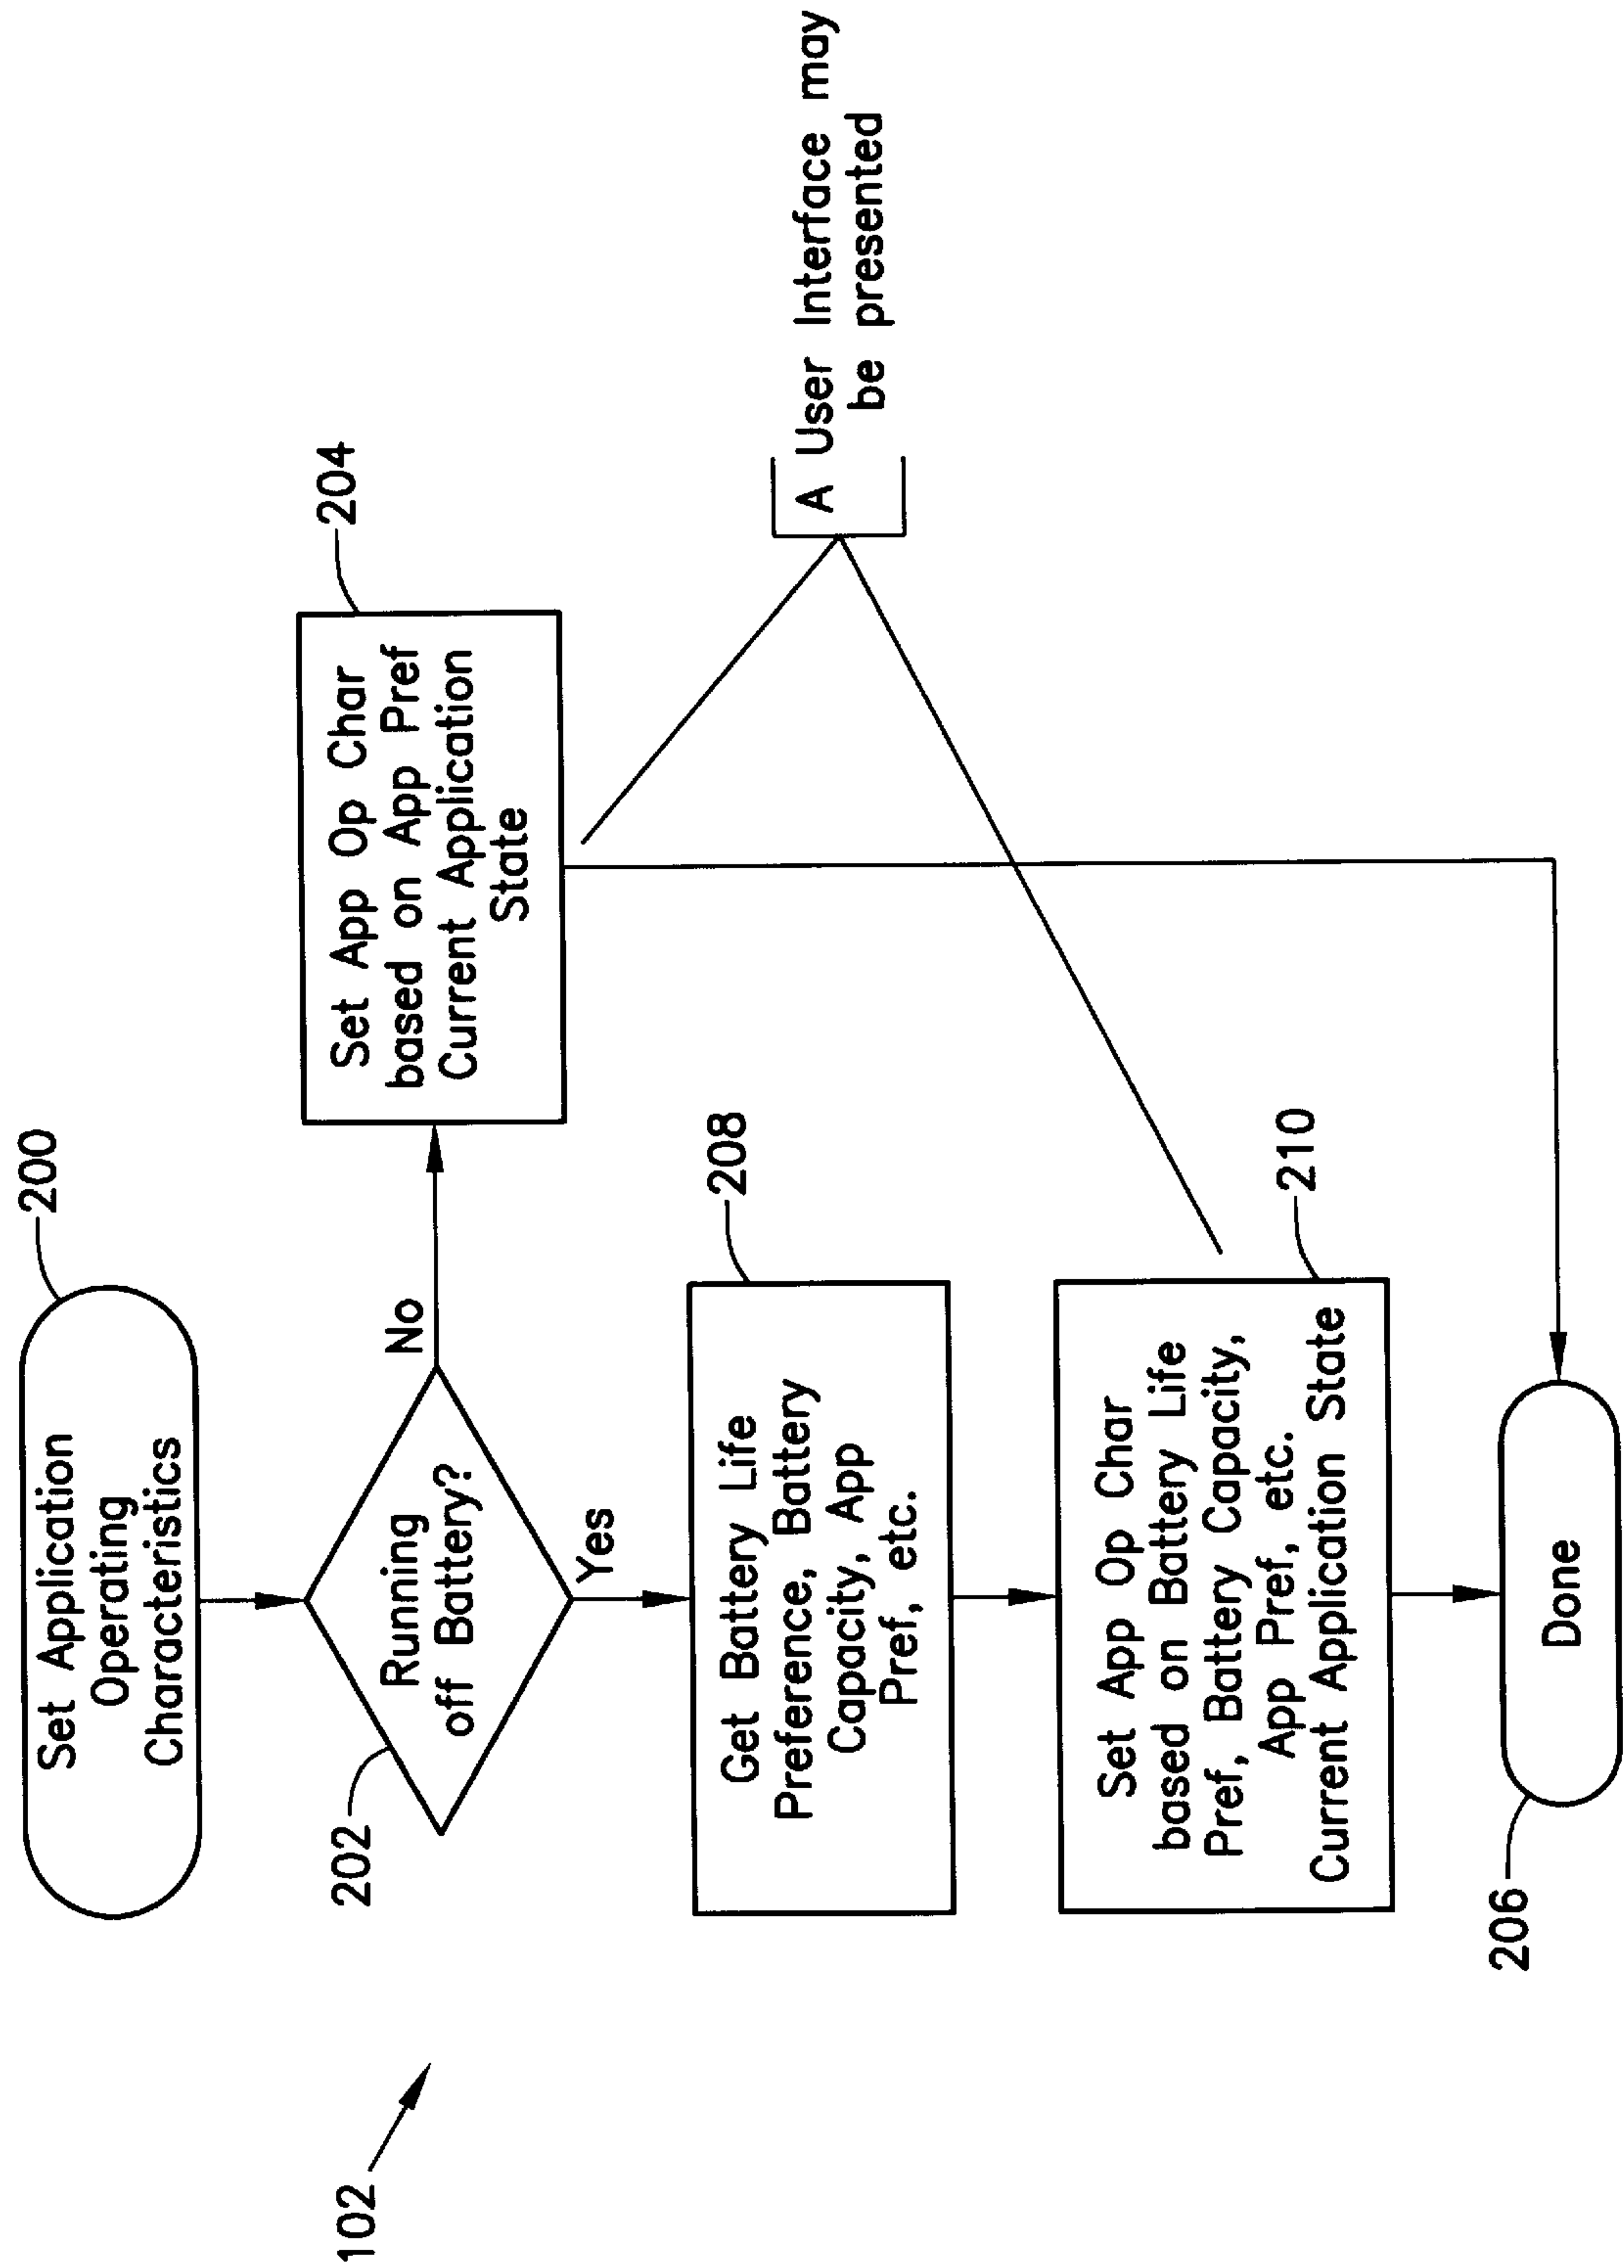 200
Set Application
Operating
Characteristics
202
Running
off Battery?
No
204
Set App Op Char
based on App Pref
Current Application
State
Yes
208
Get Battery Life
Preference, Battery
Capacity, App
Pref, etc.
A User Interface may
be presented
210
Set App Op Char
based on Battery Life
Pref, Battery Capacity,
App Pref, etc.
Current Application State
206
Done
102